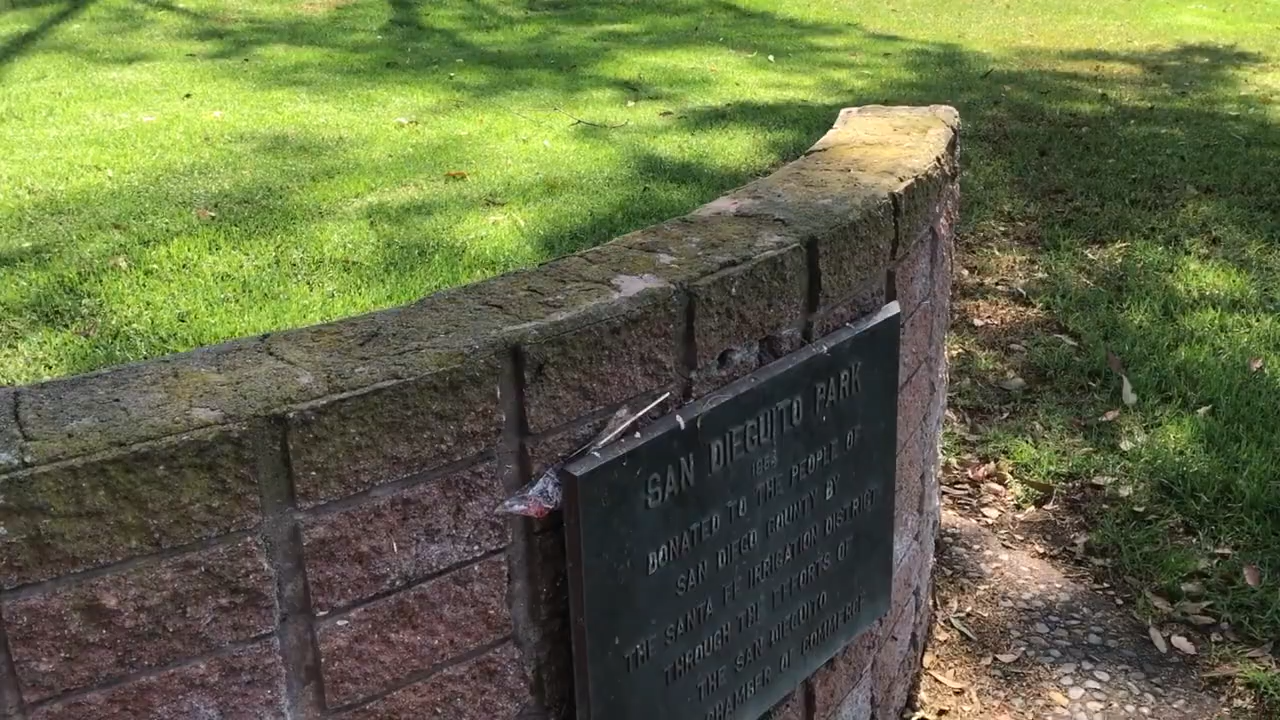 SAN DIEGUITO PARK
DONATED TO THE PEOPLE OF
SAN DIEGO COUNTY BY
THE SANTA FE IRRIGATION DISTRICT
THROUGH THE EFFORTS OF
THE SAN DIEGUITO
CHAMBER OF COMMERCE